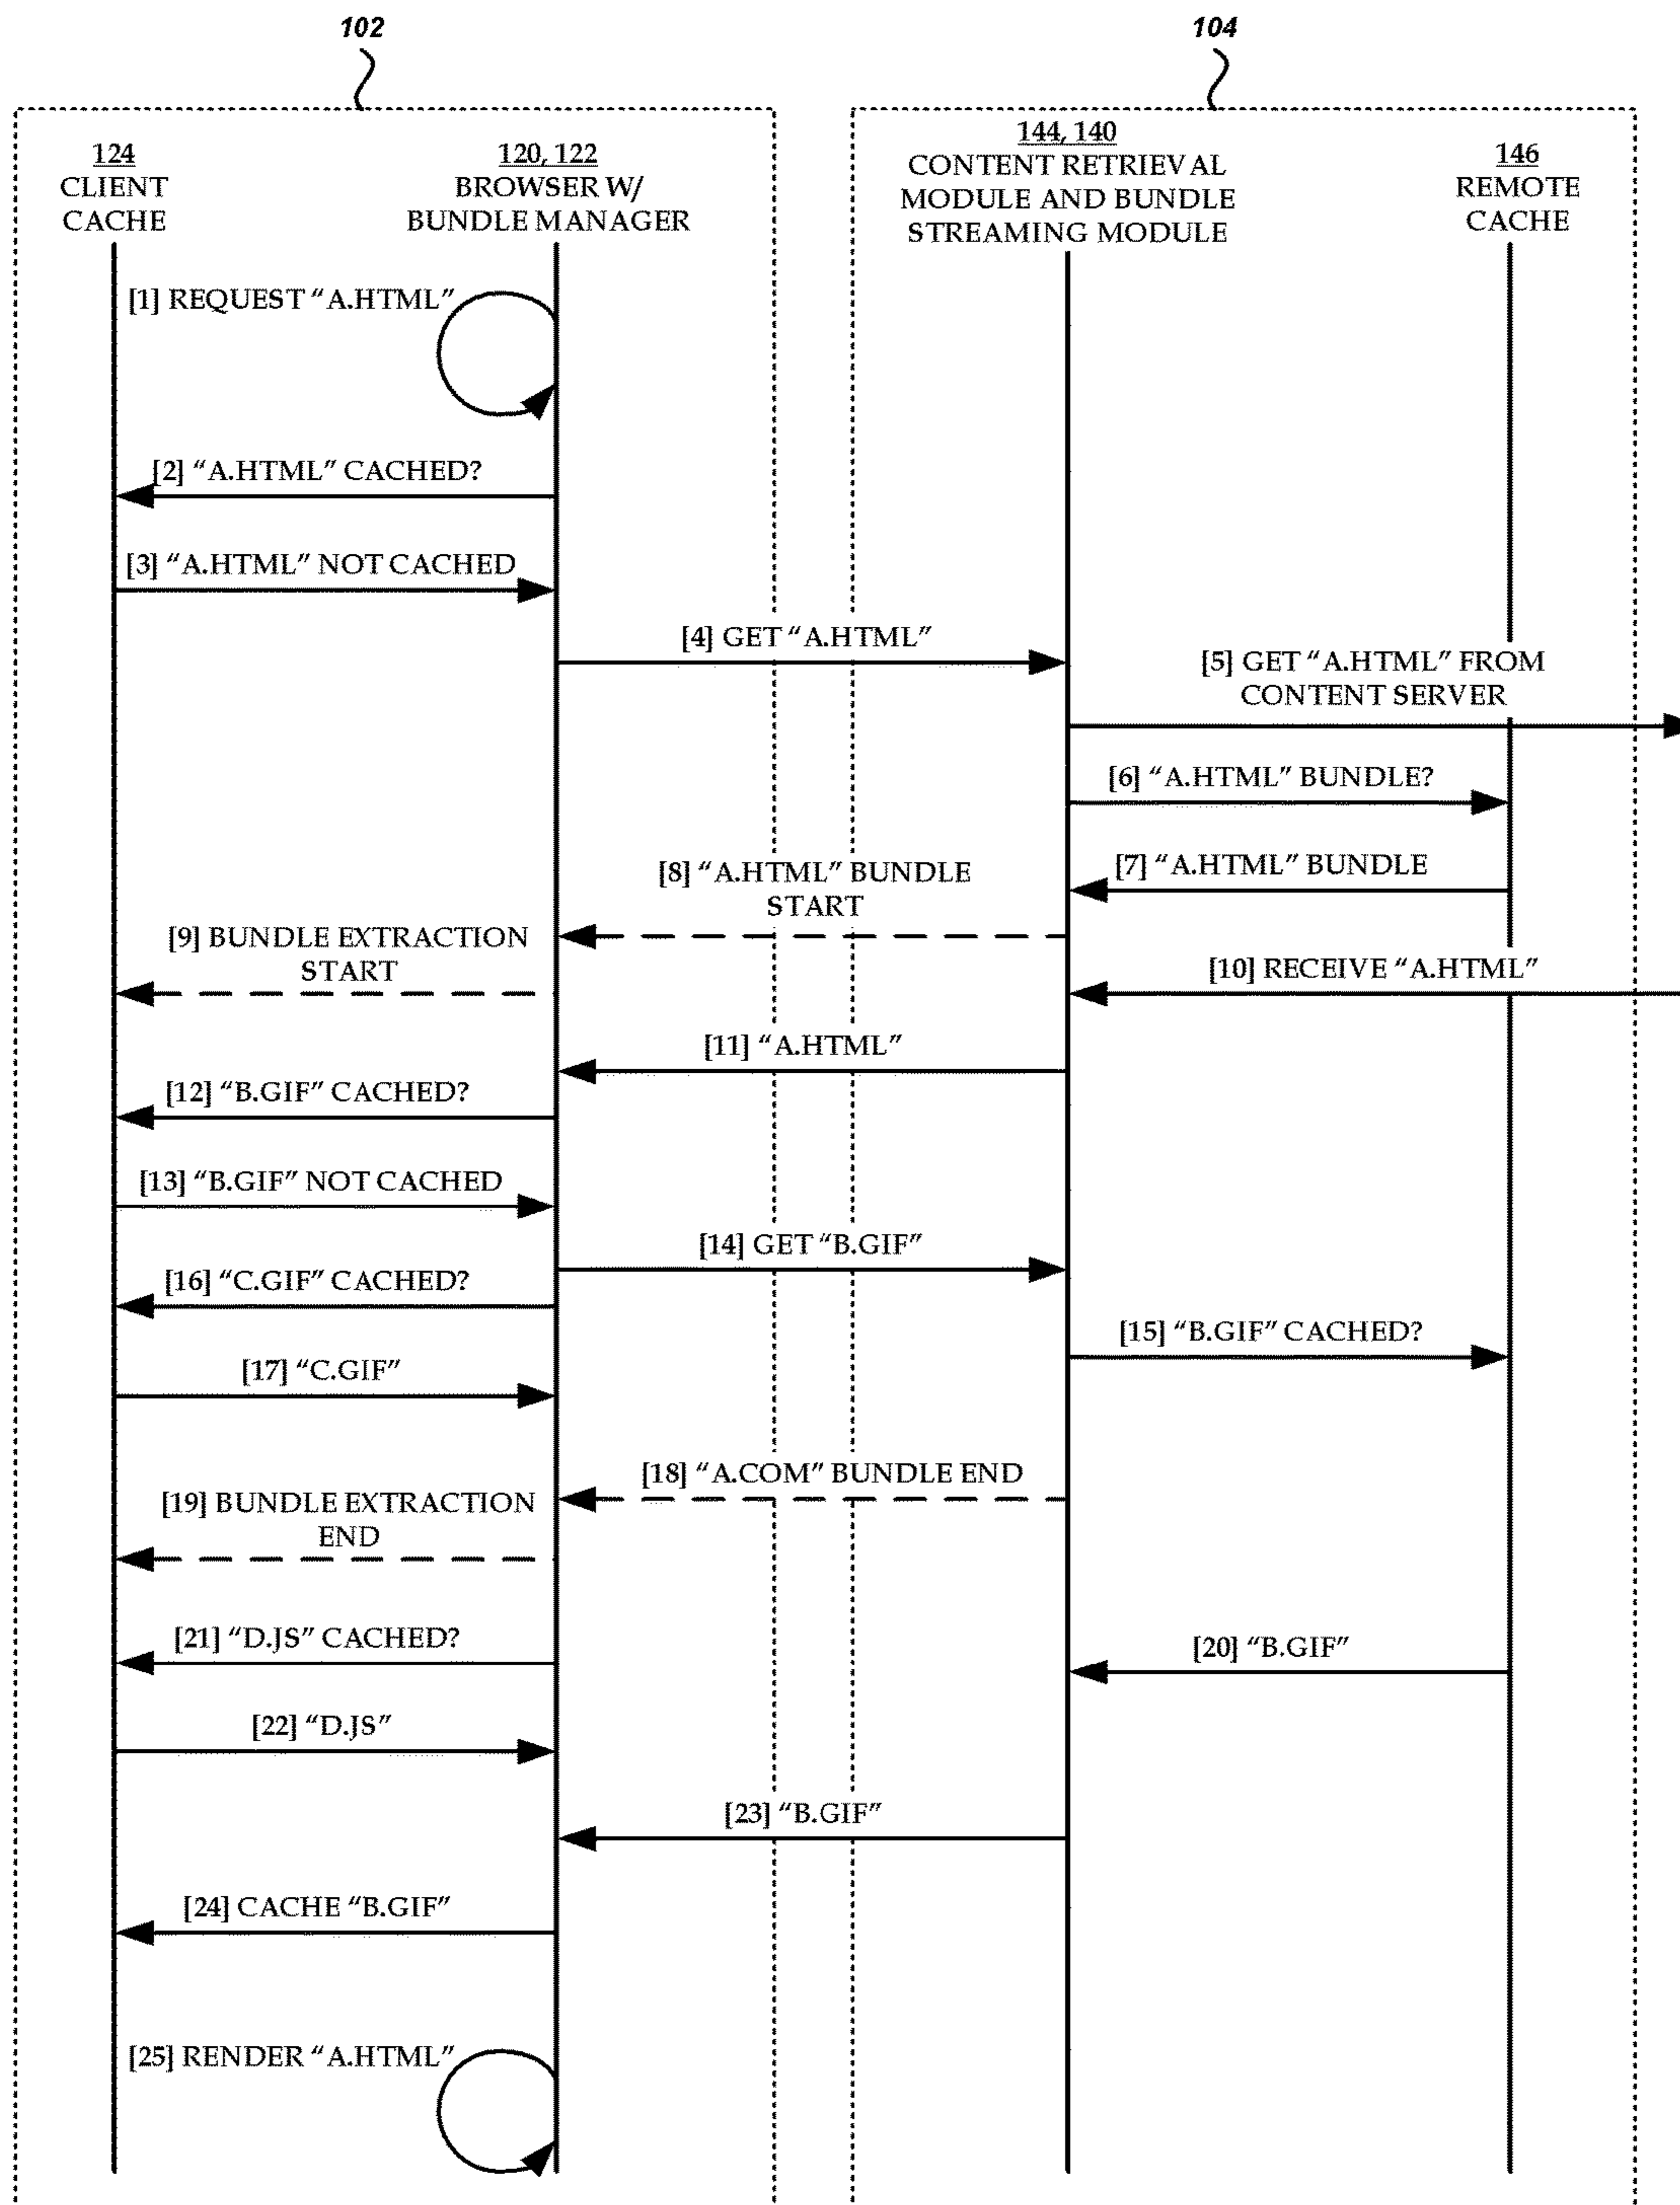 102
104
124
CLIENT
CACHE
120, 122
BROWSER W/
BUNDLE MANAGER
144, 140
CONTENT RETRIEVAL
MODULE AND BUNDLE
STREAMING MODULE
146
REMOTE
CACHE
[1] REQUEST “A.HTML”
[2] “A.HTML” CACHED?
[3] “A.HTML” NOT CACHED
[4] GET “A.HTML”
[5] GET “A.HTML” FROM
CONTENT SERVER
[6] “A.HTML” BUNDLE?
[7] “A.HTML” BUNDLE
[8] “A.HTML” BUNDLE
START
[9] BUNDLE EXTRACTION
START
[10] RECEIVE “A.HTML”
[11] “A.HTML”
[12] “B.GIF” CACHED?
[13] “B.GIF” NOT CACHED
[14] GET “B.GIF”
[16] “C.GIF” CACHED?
[15] “B.GIF” CACHED?
[17] “C.GIF”
[18] “A.COM” BUNDLE END
[19] BUNDLE EXTRACTION
END
[21] “D.JS” CACHED?
[20] “B.GIF”
[22] “D.JS”
[23] “B.GIF”
[24] CACHE “B.GIF”
[25] RENDER “A.HTML”